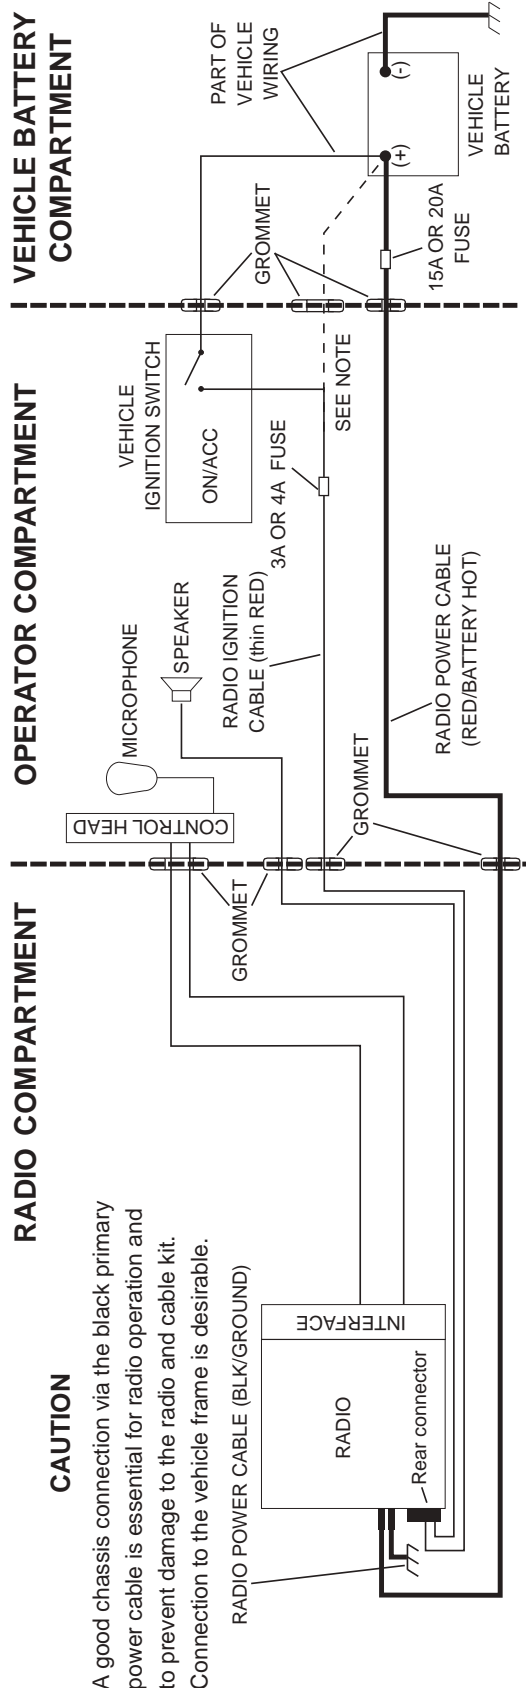 RADIO COMPARTMENT
OPERATOR COMPARTMENT
VEHICLE BATTERY
COMPARTMENT
CAUTION
A good chassis connection via the black primary
power cable is essential for radio operation and
to prevent damage to the radio and cable kit.
Connection to the vehicle frame is desirable.
RADIO POWER CABLE (BLK/GROUND)
RADIO
INTERFACE
Rear connector
GROMMET
CONTROL HEAD
MICROPHONE
SPEAKER
GROMMET
RADIO IGNITION
CABLE (thin RED)
3A OR 4A FUSE
RADIO POWER CABLE
(RED/BATTERY HOT)
VEHICLE
IGNITION SWITCH
ON/ACC
SEE NOTE
GROMMET
15A OR 20A
FUSE
PART OF
VEHICLE
WIRING
(+)
(-)
VEHICLE
BATTERY